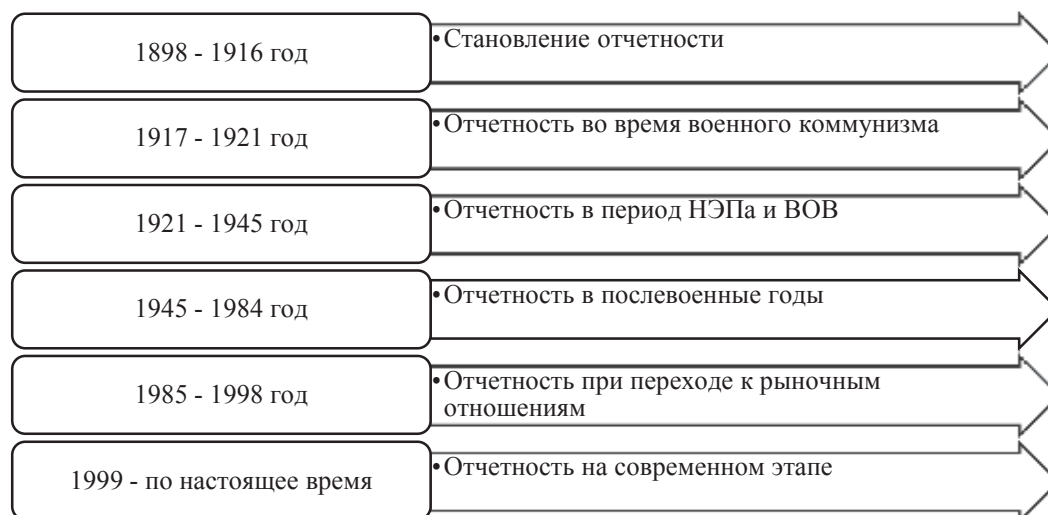 1898 - 1916 год
•Становление отчетности
1917 - 1921 год
•Отчетность во время военного коммунизма
1921 - 1945 год
•Отчетность в период НЭПа и ВОВ
1945 - 1984 год
•Отчетность в послевоенные годы
1985 - 1998 год
•Отчетность при переходе к рыночным
отношениям
1999 - по настоящее время
•Отчетность на современном этапе